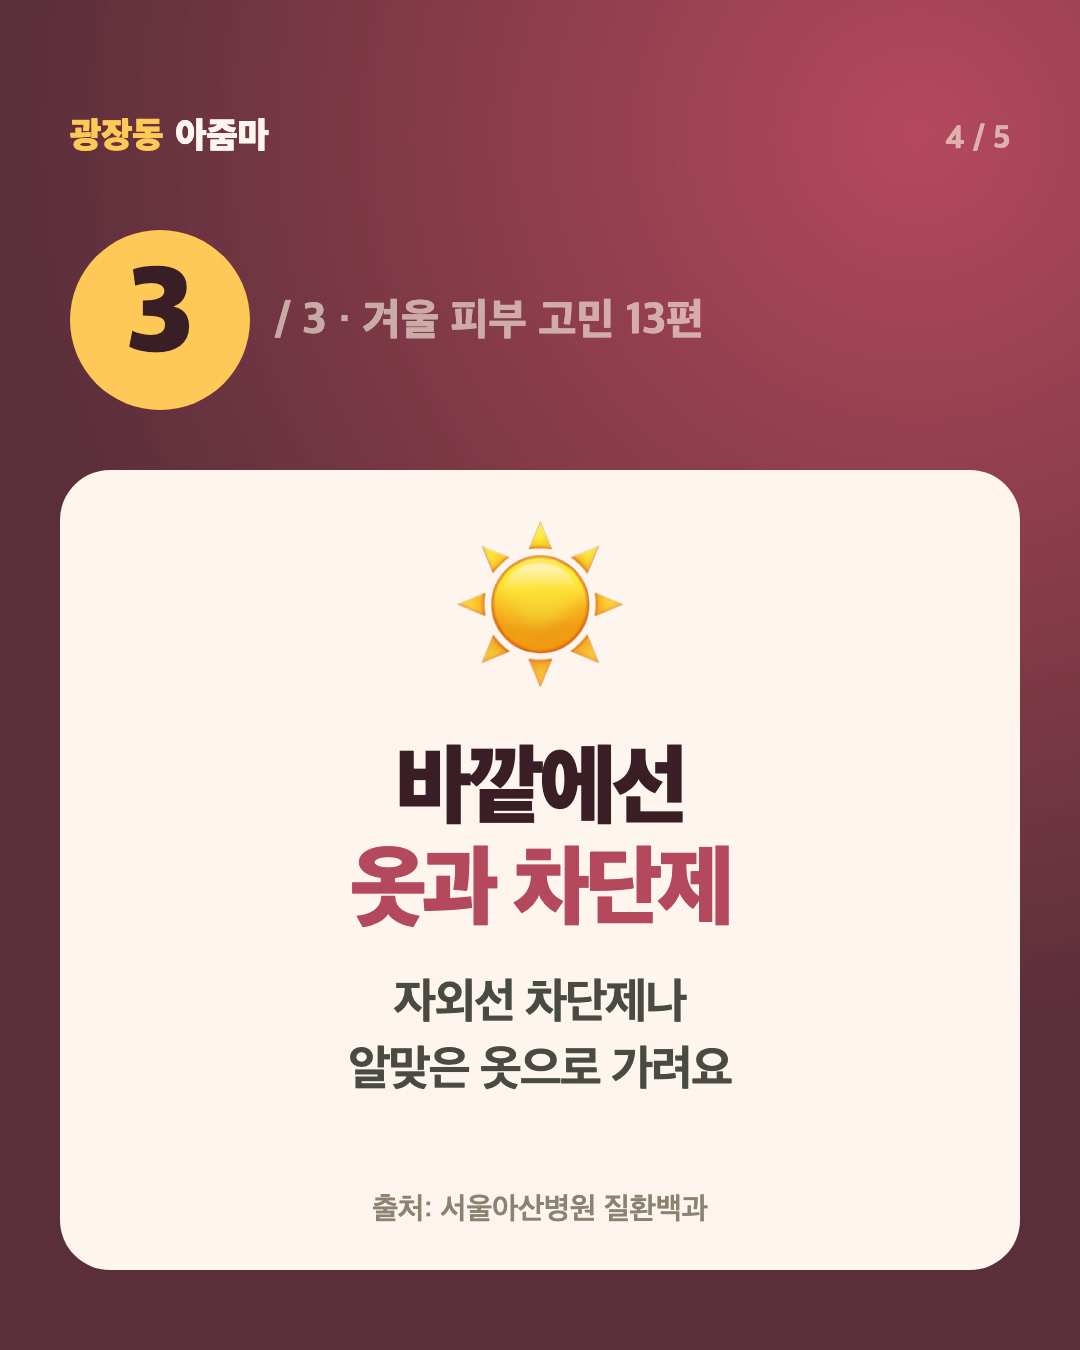 광장동 아줌마
4 / 5
3
/ 3 · 겨울 피부 고민 13편
바깥에선
옷과 차단제
자외선 차단제나
알맞은 옷으로 가려요
출처: 서울아산병원 질환백과